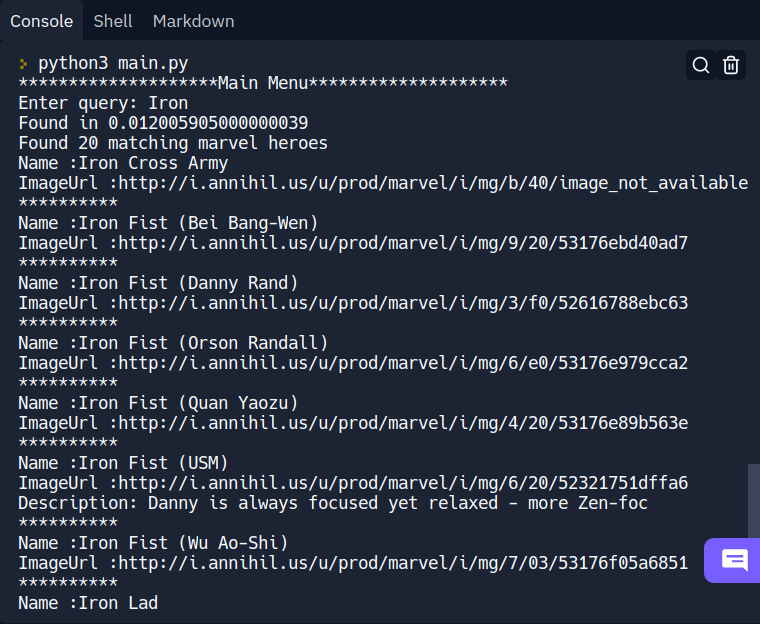 Console Shell Markdown
> python3 main.py
********************Main Menu********************
Enter query: Iron
Found in 0.012005905000000039
Found 20 matching marvel heroes
Name :Iron Cross Army
ImageUrl :http://i.annihil.us/u/prod/marvel/i/mg/b/40/image_not_available
**********
Name :Iron Fist (Bei Bang-Wen)
ImageUrl :http://i.annihil.us/u/prod/marvel/i/mg/9/20/53176ebd40ad7
**********
Name :Iron Fist (Danny Rand)
ImageUrl :http://i.annihil.us/u/prod/marvel/i/mg/3/f0/52616788ebc63
**********
Name :Iron Fist (Orson Randall)
ImageUrl :http://i.annihil.us/u/prod/marvel/i/mg/6/e0/53176e979cca2
**********
Name :Iron Fist (Quan Yaozu)
ImageUrl :http://i.annihil.us/u/prod/marvel/i/mg/4/20/53176e89b563e
**********
Name :Iron Fist (USM)
ImageUrl :http://i.annihil.us/u/prod/marvel/i/mg/6/20/52321751dffa6
Description: Danny is always focused yet relaxed - more Zen-foc
**********
Name :Iron Fist (Wu Ao-Shi)
ImageUrl :http://i.annihil.us/u/prod/marvel/i/mg/7/03/53176f05a6851
**********
Name :Iron Lad